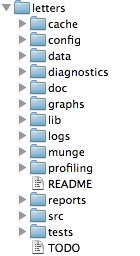 letters
cache
config
data
diagnostics
doc
graphs
lib
logs
munge
profiling
README
reports
src
tests
TODO